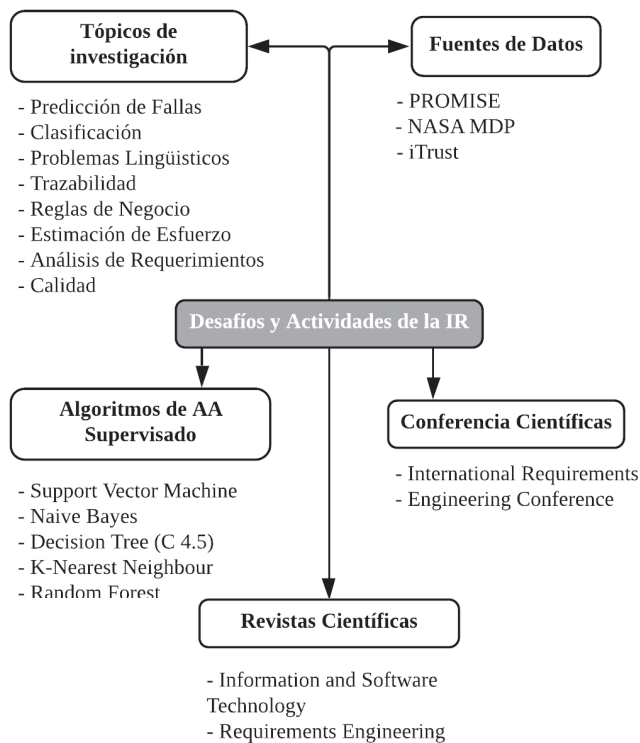 Tópicos de
investigación
- Predicción de Fallas
- Clasificación
- Problemas Lingüisticos
- Trazabilidad
- Reglas de Negocio
- Estimación de Esfuerzo
- Análisis de Requerimientos
- Calidad
Fuentes de Datos
- PROMISE
- NASA MDP
- iTrust
Desafíos y Actividades de la IR
Algoritmos de AA
Supervisado
- Support Vector Machine
- Naive Bayes
- Decision Tree (C 4.5)
- K-Nearest Neighbour
- Random Forest
Conferencia Científicas
- International Requirements
- Engineering Conference
Revistas Científicas
- Information and Software
Technology
- Requirements Engineering